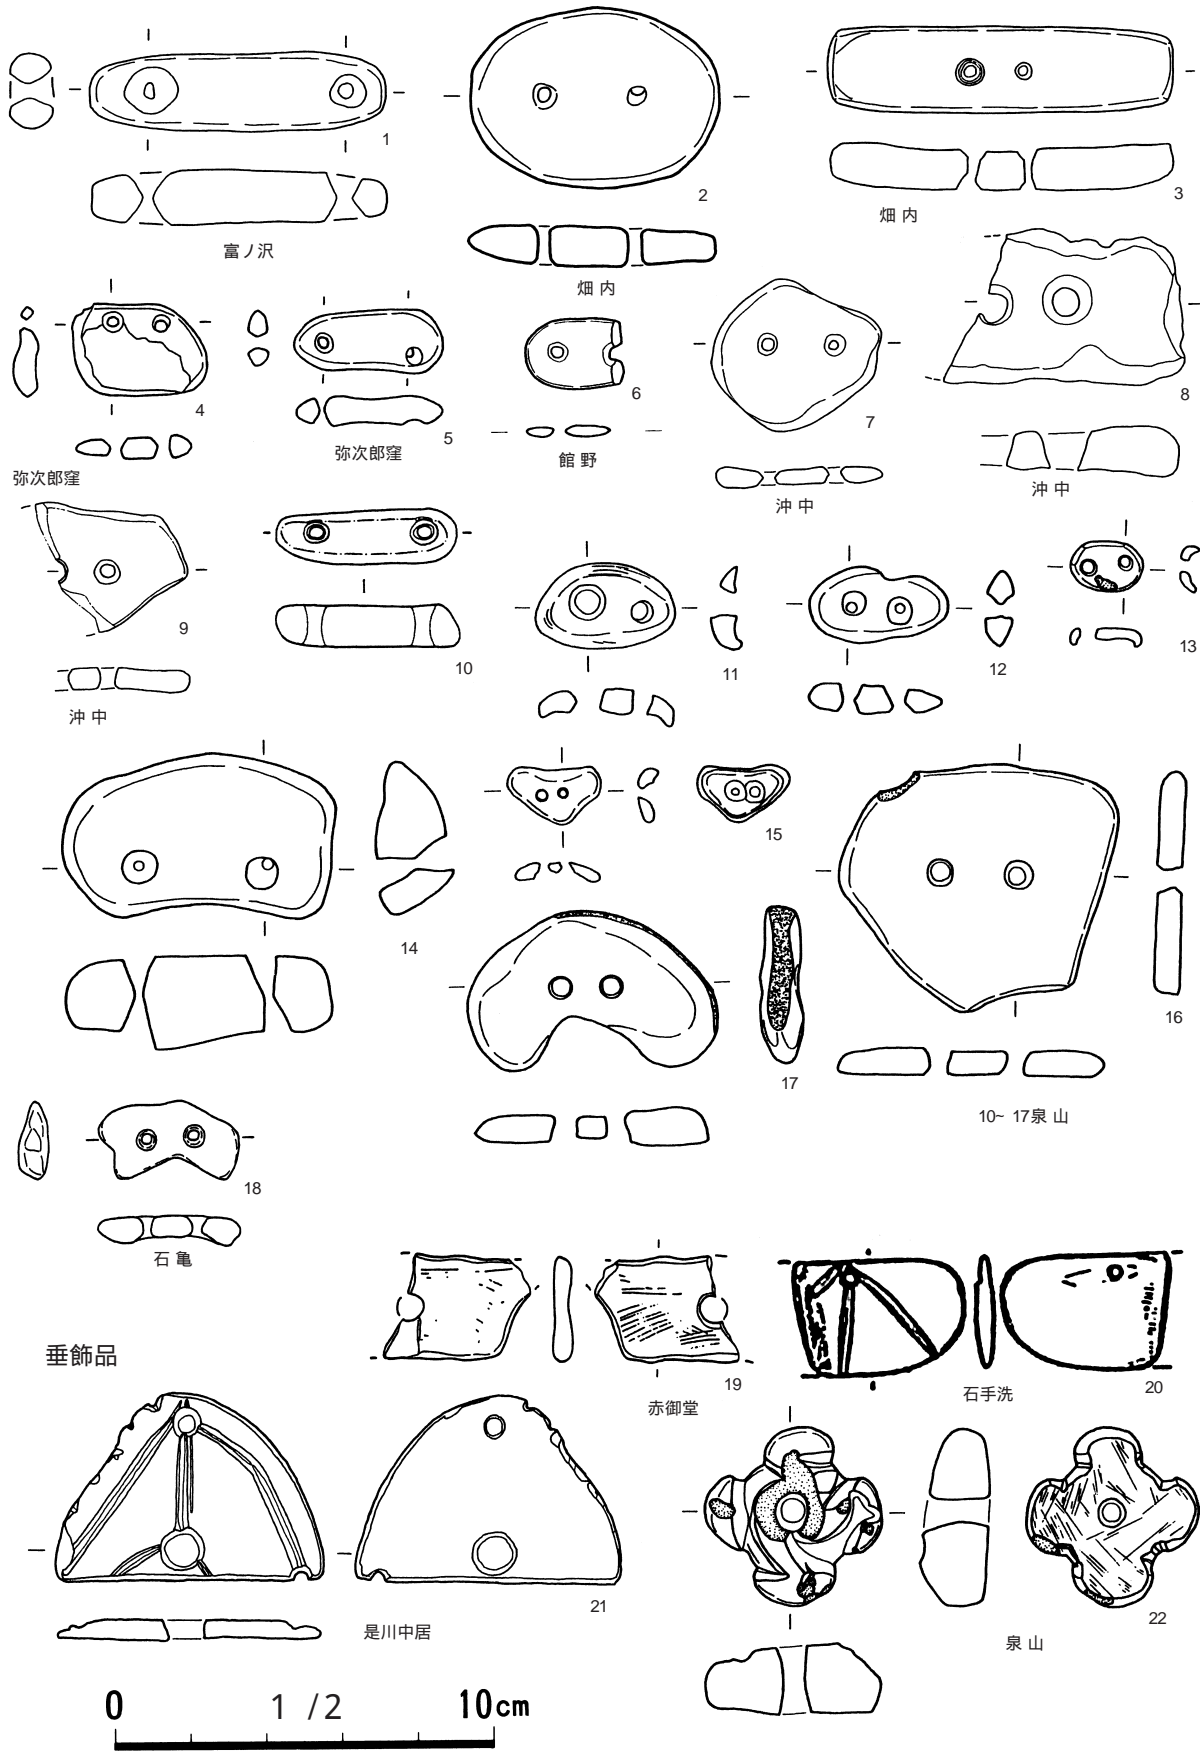 1
富ノ沢
2
畑 内
3
畑 内
4
弥次郎窪
5
弥次郎窪
6
館 野
7
沖 中
8
沖 中
9
沖 中
10
11
12
13
14
15
16
17
10~ 17泉 山
18
石 亀
19
赤御堂
20
石手洗
垂飾品
21
是川中居
22
泉 山
0 1 /2 10cm